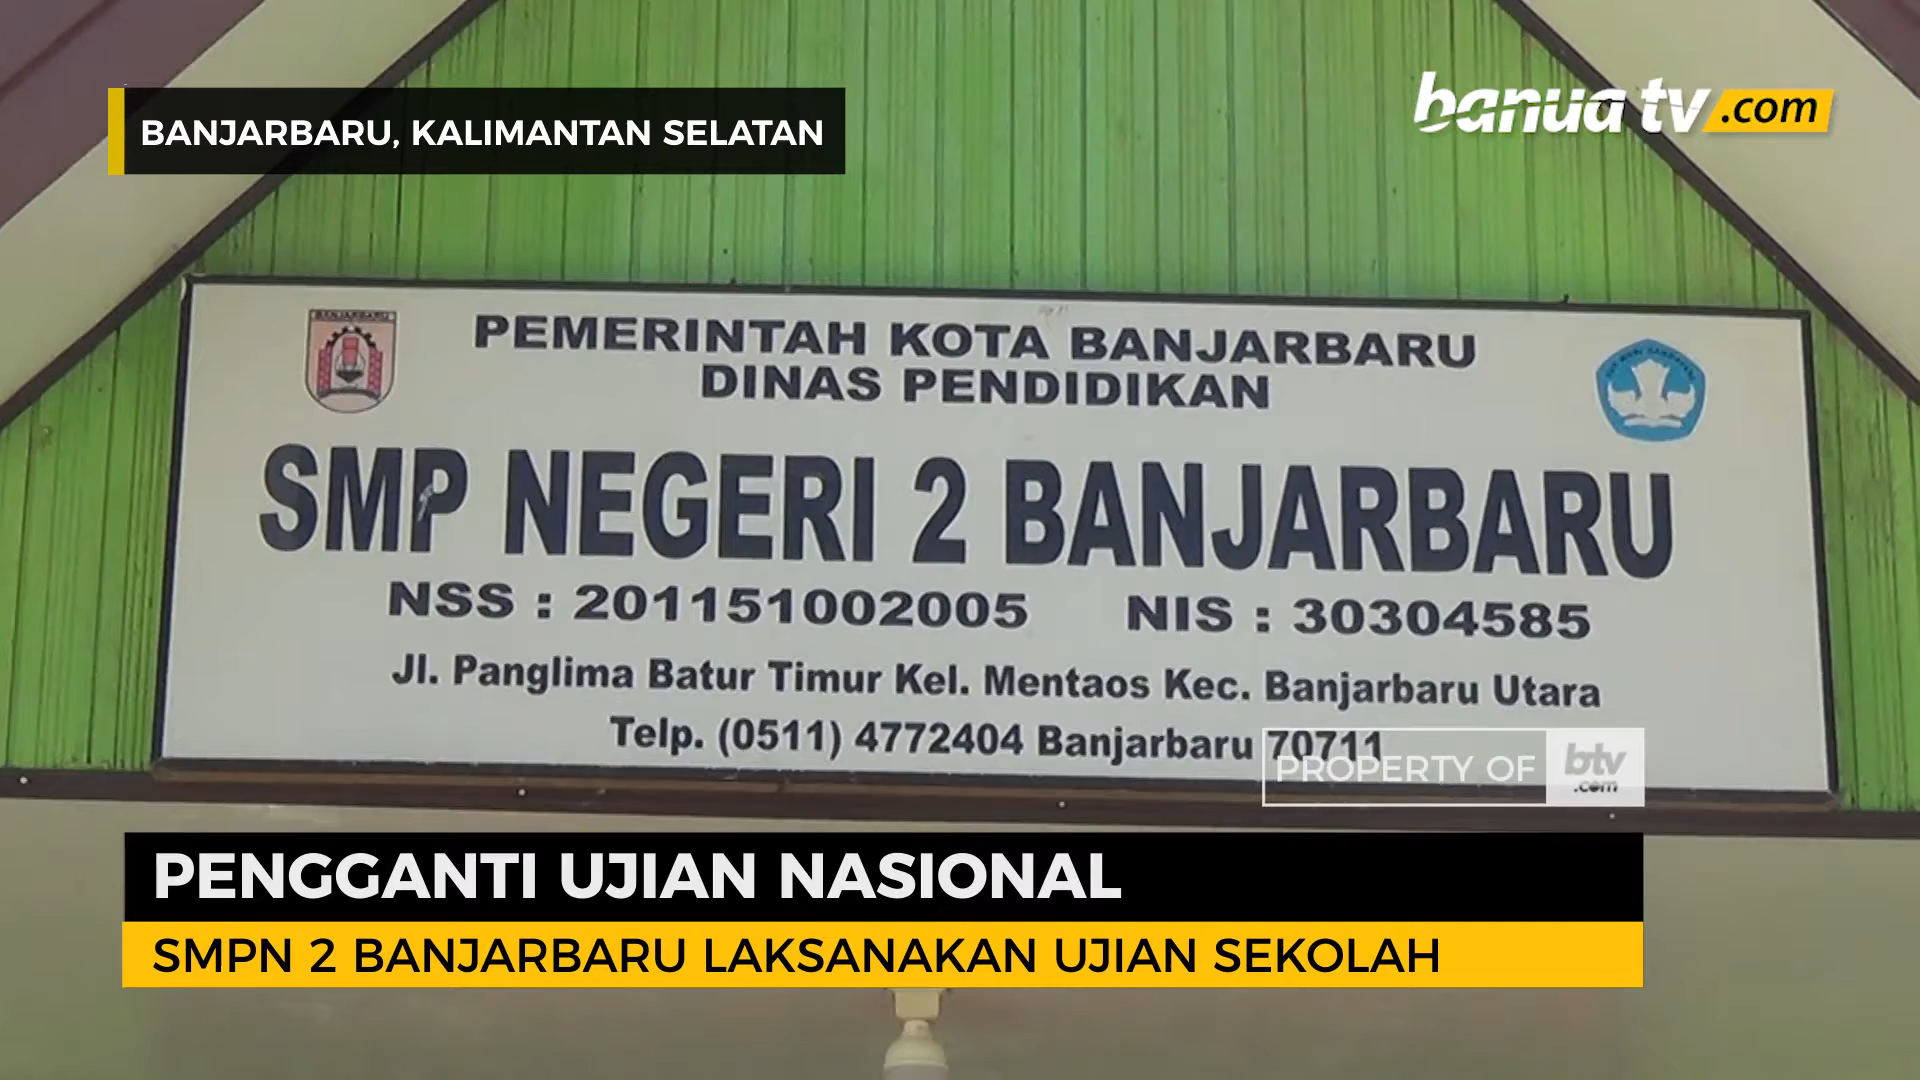 BANJARBARU, KALIMANTAN SELATAN
banua tv .com
BANJARBARU
PEMERINTAH KOTA BANJARBARU
DINAS PENDIDIKAN
SMP NEGERI 2 BANJARBARU
NSS : 201151002005 NIS : 30304585
Jl. Panglima Batur Timur Kel. Mentaos Kec. Banjarbaru Utara
Telp. (0511) 4772404 Banjarbaru 70711
PROPERTY OF btv .com
PENGGANTI UJIAN NASIONAL
SMPN 2 BANJARBARU LAKSANAKAN UJIAN SEKOLAH